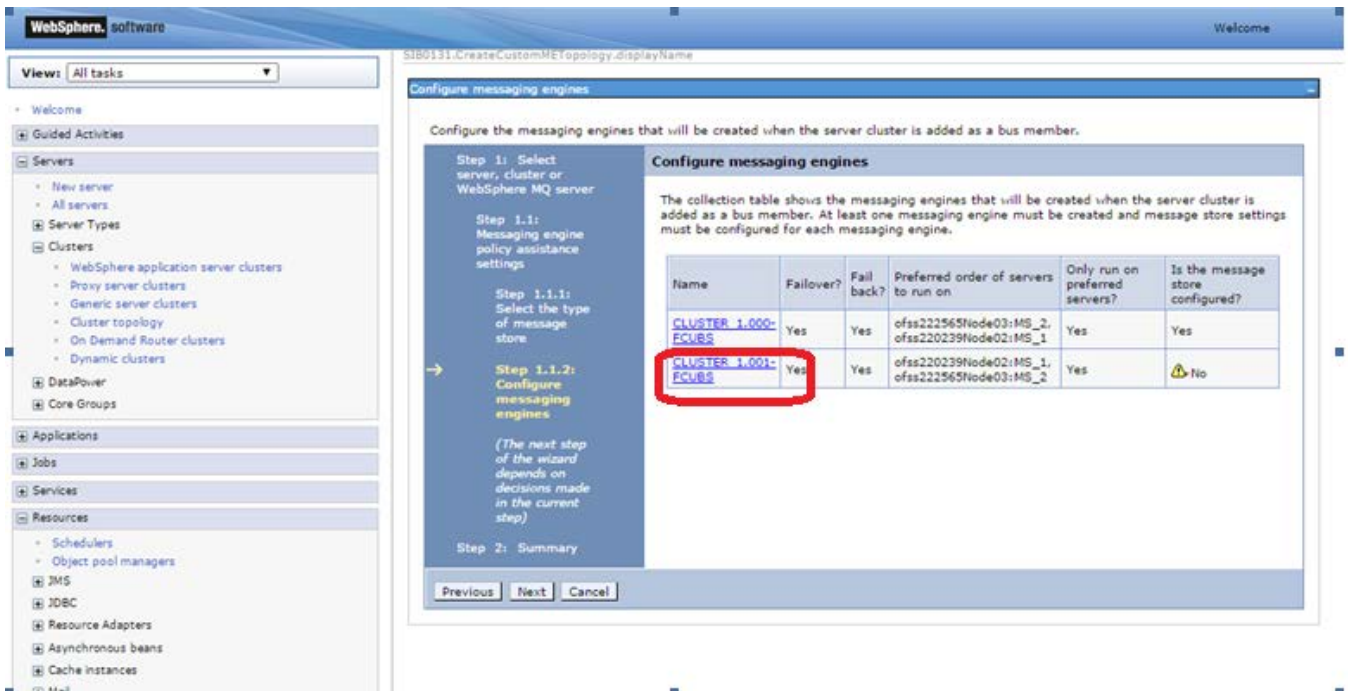 WebSphere. software
Welcome
View: All tasks
Welcome
Guided Activities
Servers
New server
All servers
Server Types
Clusters
WebSphere application server clusters
Proxy server clusters
Generic server clusters
Cluster topology
On Demand Router clusters
Dynamic clusters
DataPower
Core Groups
Applications
Jobs
Services
Resources
Schedulers
Object pool managers
JMS
JDBC
Resource Adapters
Asynchronous beans
Cache instances
Mail
SIB0131.CreateCustomMETopology.displayName
Configure messaging engines
Configure the messaging engines that will be created when the server cluster is added as a bus member.
Step 1: Select
server, cluster or
WebSphere MQ server
Step 1.1:
Messaging engine
policy assistance
settings
Step 1.1.1:
Select the type
of message
store
Step 1.1.2:
Configure
messaging
engines
(The next step
of the wizard
depends on
decisions made
in the current
step)
Step 2: Summary
Configure messaging engines
The collection table shows the messaging engines that will be created when the server cluster is
added as a bus member. At least one messaging engine must be created and message store settings
must be configured for each messaging engine.
Name
Failover?
Fail
back?
Preferred order of servers
to run on
Only run on
preferred
servers?
Is the message
store
configured?
CLUSTER_1.000-
FCUBS
Yes
Yes
ofss222565Node03:MS_2,
ofss220239Node02:MS_1
Yes
Yes
CLUSTER_1.001-
FCUBS
Yes
Yes
ofss220239Node02:MS_1,
ofss222565Node03:MS_2
Yes
No
Previous Next Cancel